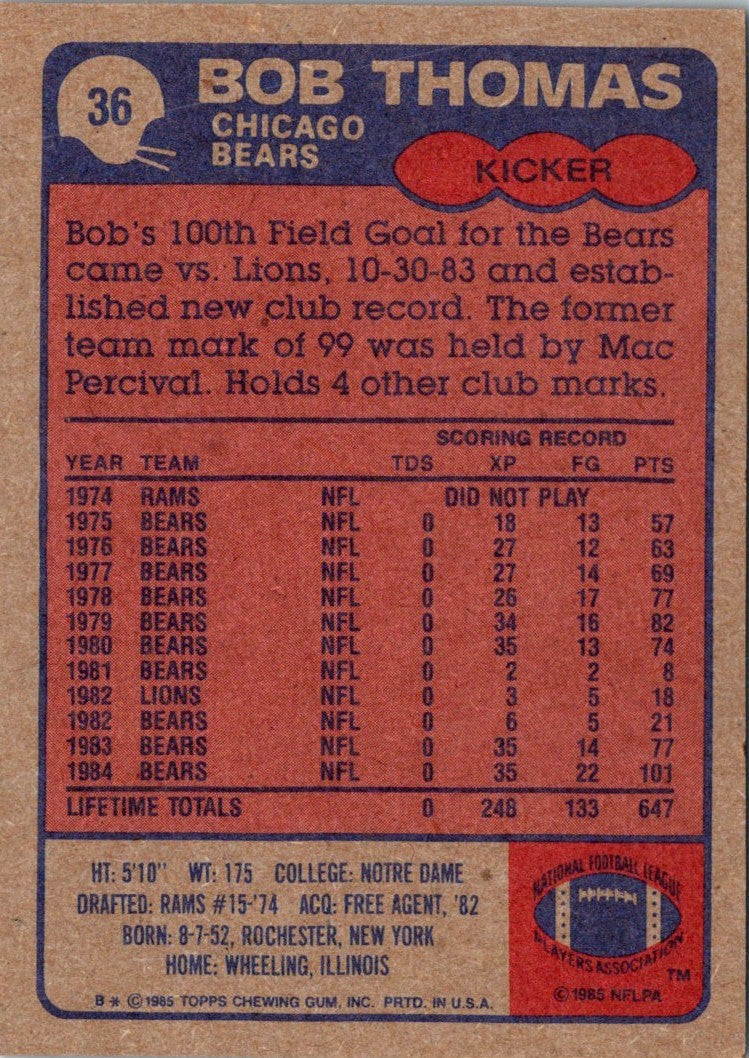 36
BOB THOMAS
CHICAGO
BEARS
KICKER
Bob's 100th Field Goal for the Bears
came vs. Lions, 10-30-83 and estab-
lished new club record. The former
team mark of 99 was held by Mac
Percival. Holds 4 other club marks.
SCORING RECORD
YEAR TEAM TDS XP FG PTS
1974 RAMS NFL DID NOT PLAY
1975 BEARS NFL 0 18 13 57
1976 BEARS NFL 0 27 12 63
1977 BEARS NFL 0 27 14 69
1978 BEARS NFL 0 26 17 77
1979 BEARS NFL 0 34 16 82
1980 BEARS NFL 0 35 13 74
1981 BEARS NFL 0 2 2 8
1982 LIONS NFL 0 3 5 18
1982 BEARS NFL 0 6 5 21
1983 BEARS NFL 0 35 14 77
1984 BEARS NFL 0 35 22 101
LIFETIME TOTALS 0 248 133 647
HT: 5'10" WT: 175 COLLEGE: NOTRE DAME
DRAFTED: RAMS #15-'74 ACQ: FREE AGENT, '82
BORN: 8-7-52, ROCHESTER, NEW YORK
HOME: WHEELING, ILLINOIS
B * © 1985 TOPPS CHEWING GUM, INC. PRTD. IN U.S.A.
NATIONAL FOOTBALL LEAGUE
PLAYERS ASSOCIATION
TM
© 1985 NFLPA